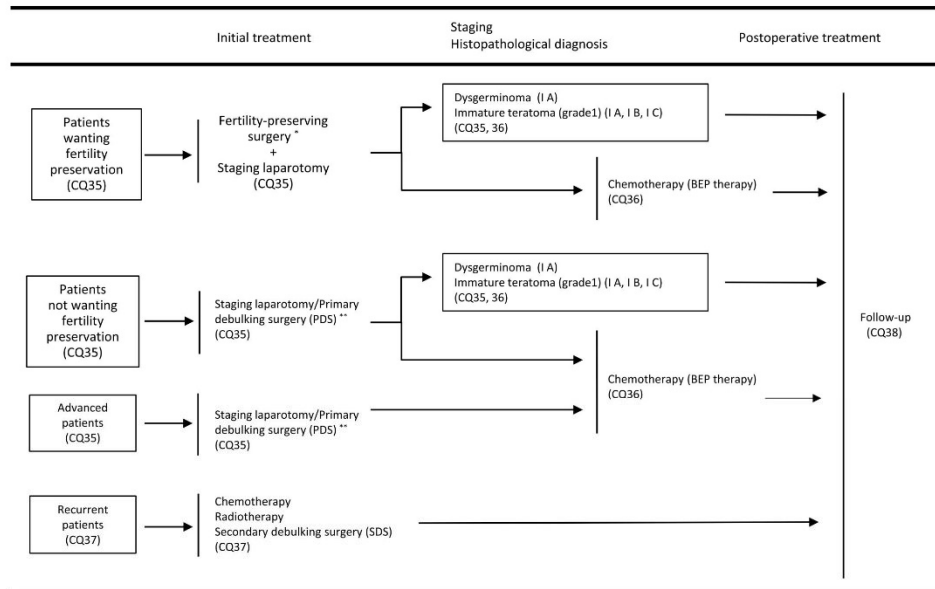 Initial treatment
Staging
Histopathological diagnosis
Postoperative treatment
Patients
wanting
fertility
preservation
(CQ35)
Fertility-preserving
surgery *
+
Staging laparotomy
(CQ35)
Dysgerminoma (I A)
Immature teratoma (grade1) (I A, I B, I C)
(CQ35, 36)
Chemotherapy (BEP therapy)
(CQ36)
Patients
not wanting
fertility
preservation
(CQ35)
Staging laparotomy/Primary
debulking surgery (PDS) **
(CQ35)
Dysgerminoma (I A)
Immature teratoma (grade1) (I A, I B, I C)
(CQ35, 36)
Chemotherapy (BEP therapy)
(CQ36)
Advanced
patients
(CQ35)
Staging laparotomy/Primary
debulking surgery (PDS) **
(CQ35)
Recurrent
patients
(CQ37)
Chemotherapy
Radiotherapy
Secondary debulking surgery (SDS)
(CQ37)
Follow-up
(CQ38)